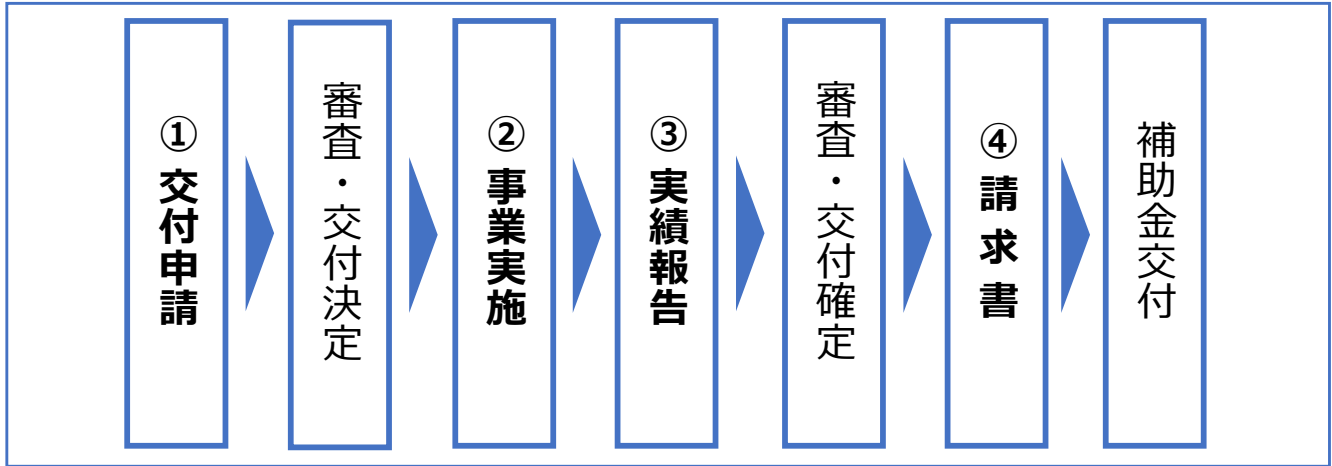 ①交付申請
審査・交付決定
②事業実施
③実績報告
審査・交付確定
④請求書
補助金交付